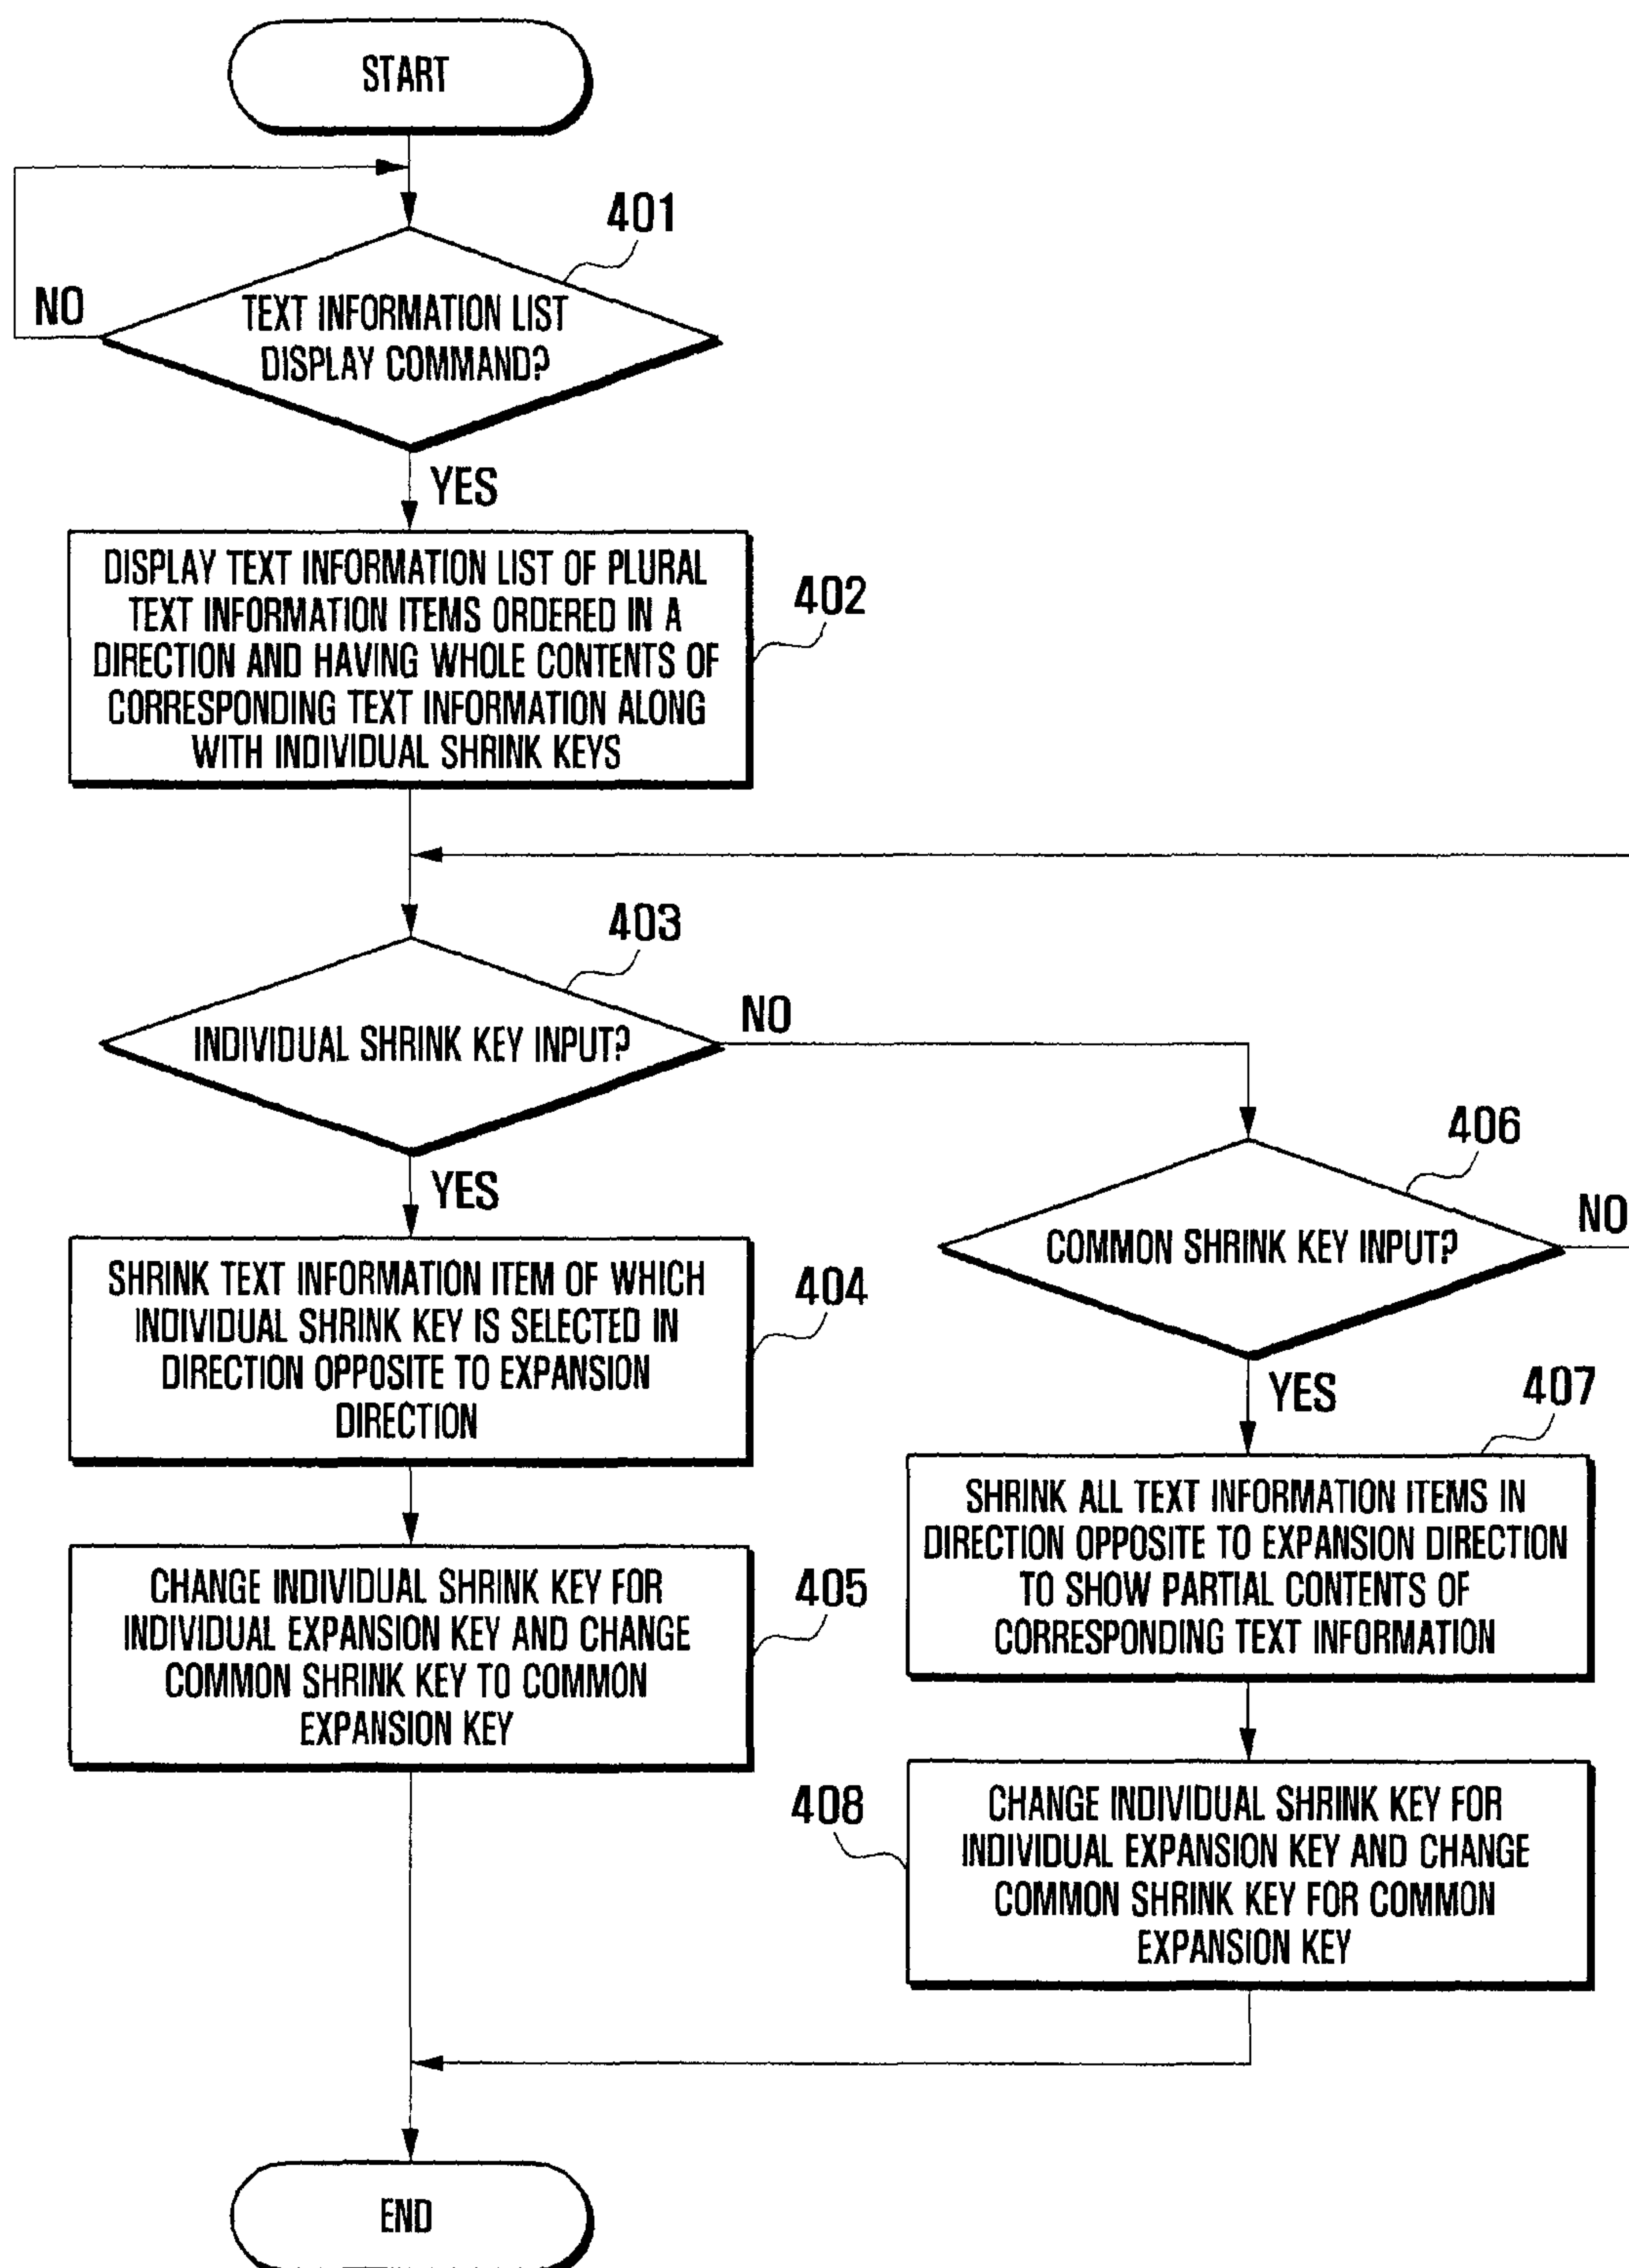 START
401
NO
TEXT INFORMATION LIST
DISPLAY COMMAND?
YES
DISPLAY TEXT INFORMATION LIST OF PLURAL
TEXT INFORMATION ITEMS ORDERED IN A
DIRECTION AND HAVING WHOLE CONTENTS OF
CORRESPONDING TEXT INFORMATION ALONG
WITH INDIVIDUAL SHRINK KEYS
402
403
INDIVIDUAL SHRINK KEY INPUT?
NO
YES
406
COMMON SHRINK KEY INPUT?
NO
YES
SHRINK TEXT INFORMATION ITEM OF WHICH
INDIVIDUAL SHRINK KEY IS SELECTED IN
DIRECTION OPPOSITE TO EXPANSION
DIRECTION
404
407
SHRINK ALL TEXT INFORMATION ITEMS IN
DIRECTION OPPOSITE TO EXPANSION DIRECTION
TO SHOW PARTIAL CONTENTS OF
CORRESPONDING TEXT INFORMATION
CHANGE INDIVIDUAL SHRINK KEY FOR
INDIVIDUAL EXPANSION KEY AND CHANGE
COMMON SHRINK KEY TO COMMON
EXPANSION KEY
405
408
CHANGE INDIVIDUAL SHRINK KEY FOR
INDIVIDUAL EXPANSION KEY AND CHANGE
COMMON SHRINK KEY FOR COMMON
EXPANSION KEY
END